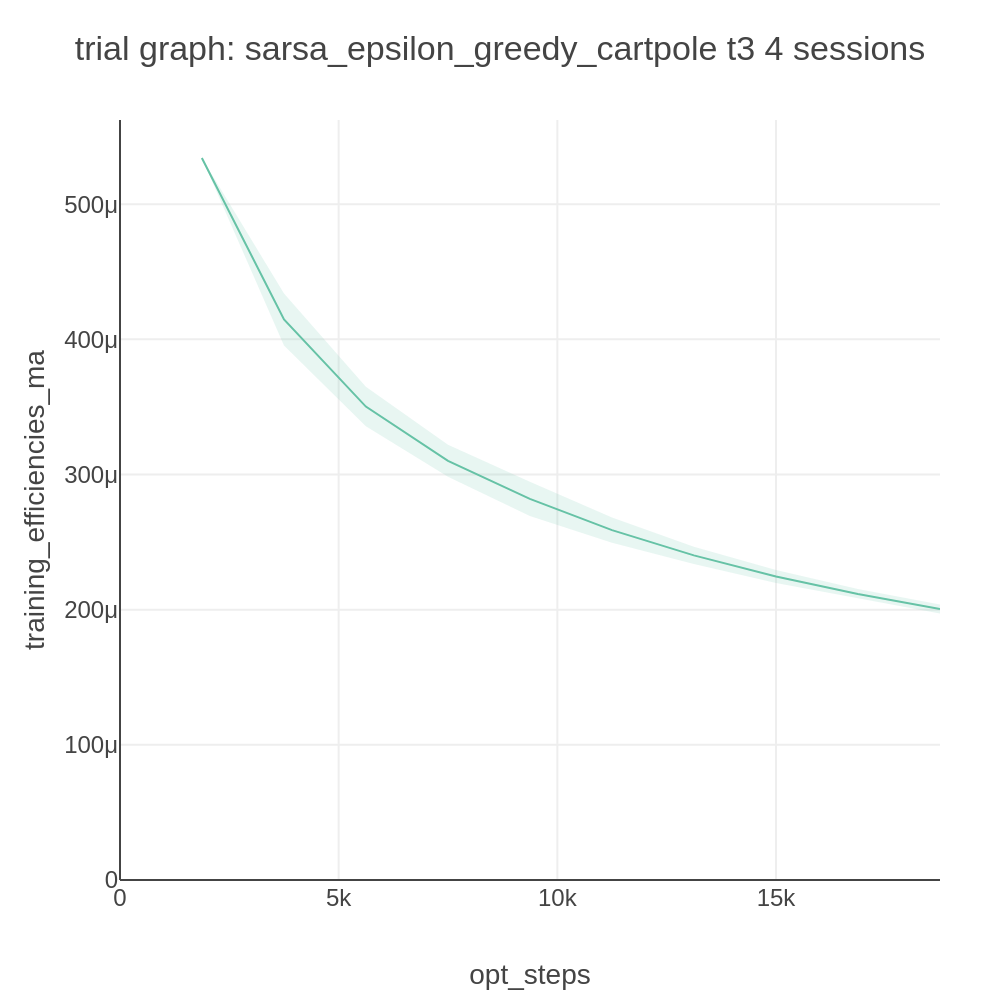 trial graph: sarsa_epsilon_greedy_cartpole t3 4 sessions
500μ
400μ
300μ
200μ
100μ
0
training_efficiencies_ma
0
5k
10k
15k
opt_steps